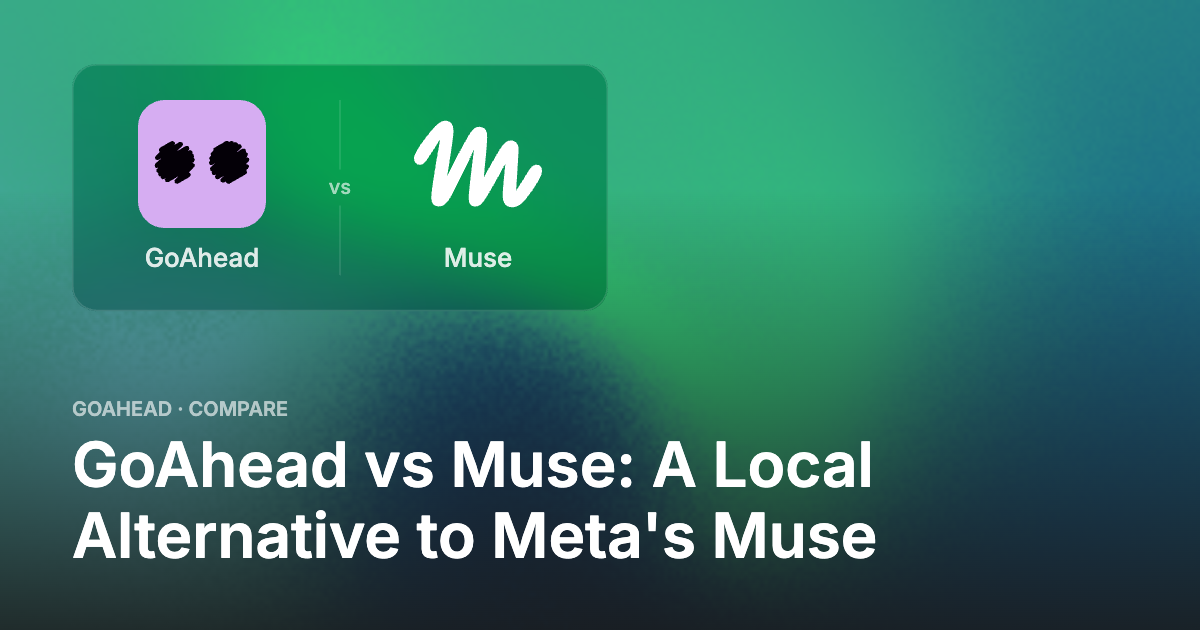 GoAhead
vs
Muse
GOAHEAD · COMPARE
GoAhead vs Muse: A Local
Alternative to Meta's Muse